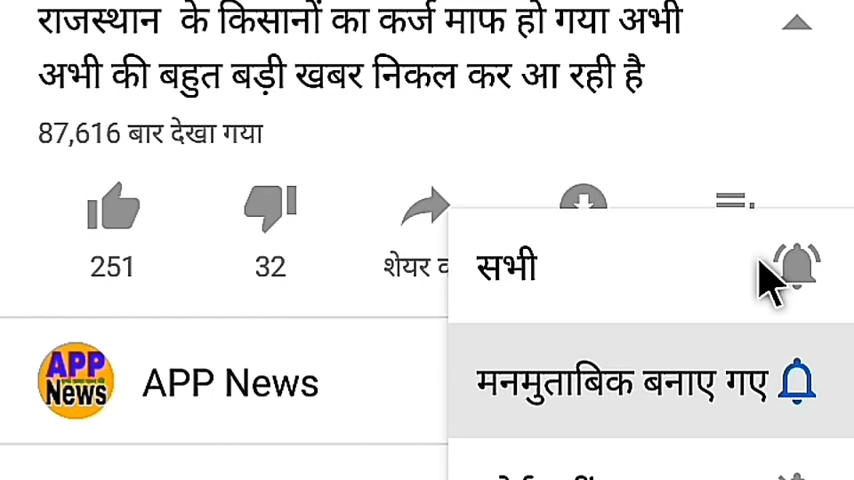 राजस्थान के किसानों का कर्ज माफ हो गया अभी
अभी की बहुत बड़ी खबर निकल कर आ रही है
87,616 बार देखा गया
251
32
शेयर
सभी
APP
News
APP News
मनमुताबिक बनाए गए